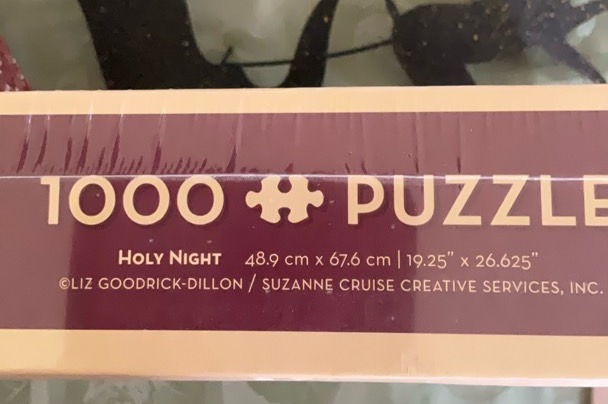 1000 PUZZLE
HOLY NIGHT 48.9 cm x 67.6 cm | 19.25" x 26.625"
©LIZ GOODRICK-DILLON / SUZANNE CRUISE CREATIVE SERVICES, INC.